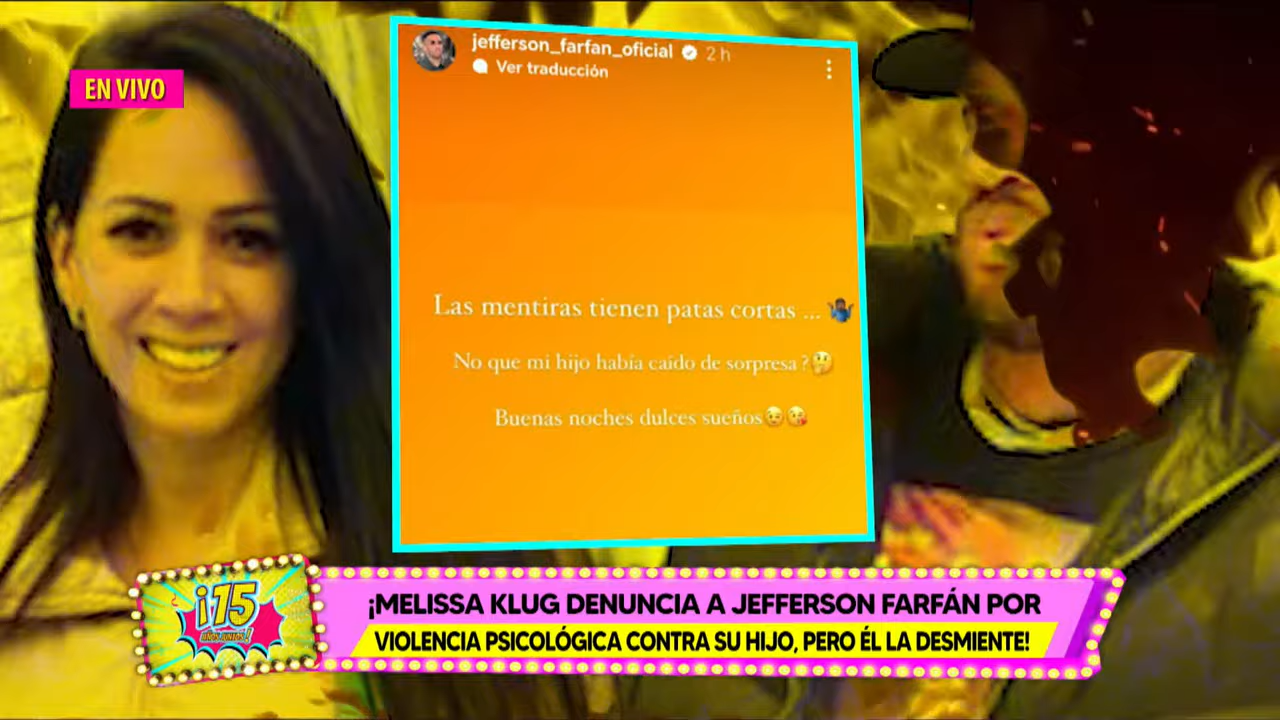 EN VIVO
jefferson_farfan_oficial 2 h
Ver traducción
Las mentiras tienen patas cortas ... 🤷🏿‍♂️
No que mi hijo había caído de sorpresa ? 🤔
Buenas noches dulces sueños 😉😘
¡15
AÑOS JUNTOS!
¡MELISSA KLUG DENUNCIA A JEFFERSON FARFÁN POR
VIOLENCIA PSICOLÓGICA CONTRA SU HIJO, PERO ÉL LA DESMIENTE!